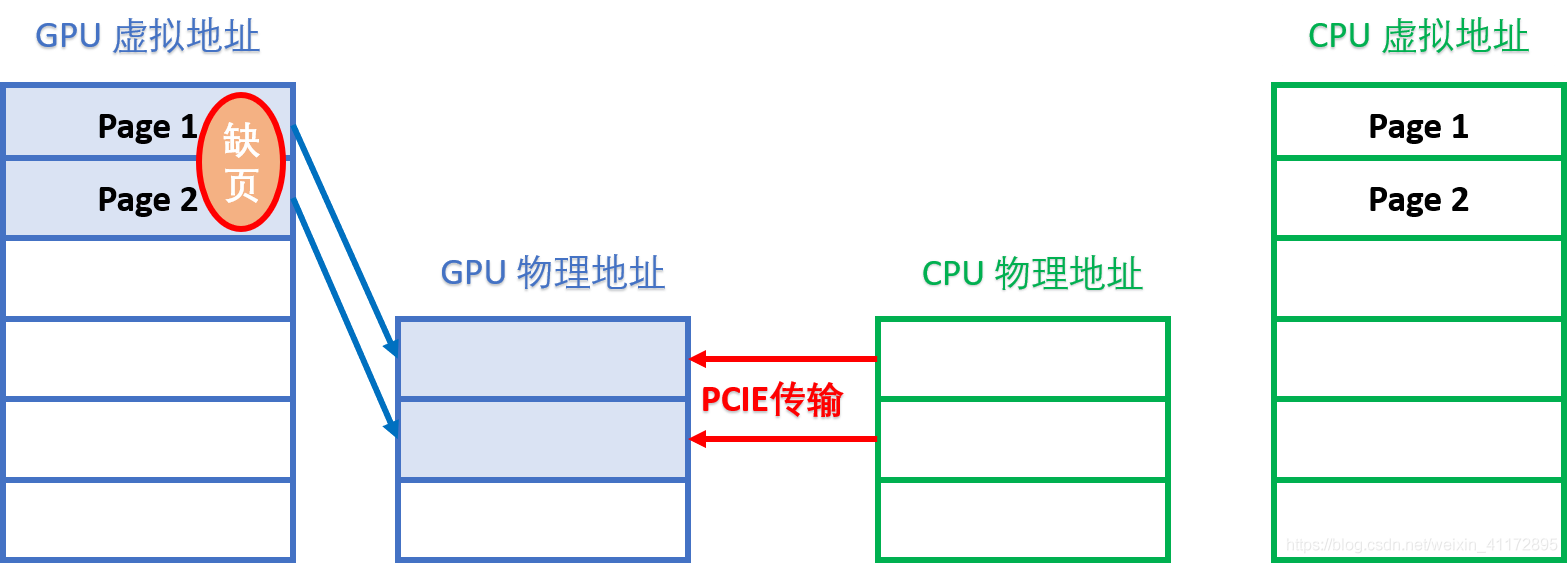 GPU 虚拟地址
CPU 虚拟地址
Page 1
Page 2
缺
页
Page 1
Page 2
GPU 物理地址
CPU 物理地址
PCIE传输
https://blog.csdn.net/weixin_41172895